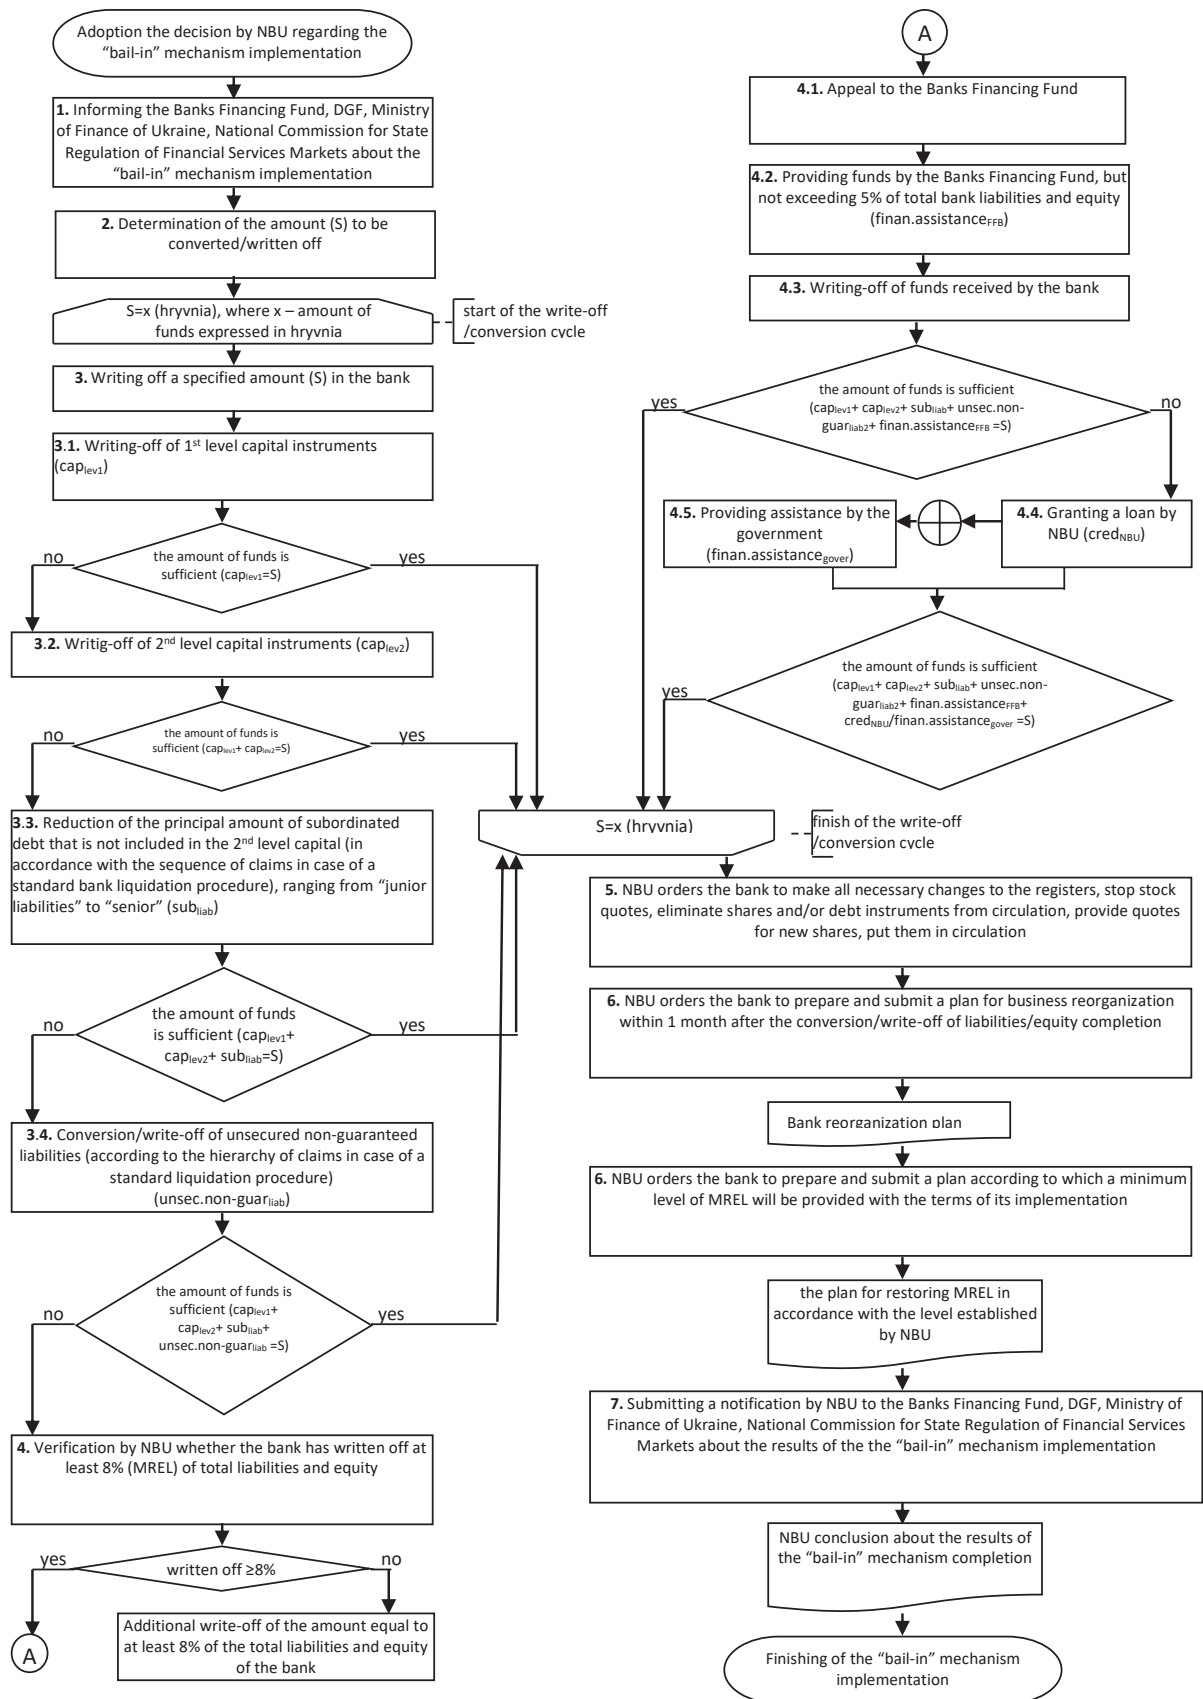 Adoption the decision by NBU regarding the
“bail-in” mechanism implementation
1. Informing the Banks Financing Fund, DGF, Ministry
of Finance of Ukraine, National Commission for State
Regulation of Financial Services Markets about the
“bail-in” mechanism implementation
2. Determination of the amount (S) to be
converted/written off
S=x (hryvnia), where x – amount of
funds expressed in hryvnia
start of the write-off
/conversion cycle
3. Writing off a specified amount (S) in the bank
3.1. Writing-off of 1st level capital instruments
(caplev1)
the amount of funds is
sufficient (caplev1=S)
no
yes
3.2. Writig-off of 2nd level capital instruments (caplev2)
the amount of funds is
sufficient (caplev1+ caplev2=S)
no
yes
3.3. Reduction of the principal amount of subordinated
debt that is not included in the 2nd level capital (in
accordance with the sequence of claims in case of a
standard bank liquidation procedure), ranging from “junior
liabilities” to “senior” (subliab)
the amount of funds
is sufficient (caplev1+
caplev2+ subliab=S)
no
yes
3.4. Conversion/write-off of unsecured non-guaranteed
liabilities (according to the hierarchy of claims in case of a
standard liquidation procedure)
(unsec.non-guarliab)
the amount of funds is
sufficient (caplev1+
caplev2+ subliab+
unsec.non-guarliab =S)
no
yes
4. Verification by NBU whether the bank has written off at
least 8% (MREL) of total liabilities and equity
yes
written off ≥8%
no
A
Additional write-off of the amount equal to
at least 8% of the total liabilities and equity
of the bank
A
4.1. Appeal to the Banks Financing Fund
4.2. Providing funds by the Banks Financing Fund, but
not exceeding 5% of total bank liabilities and equity
(finan.assistanceFFB)
4.3. Writing-off of funds received by the bank
yes
the amount of funds is sufficient
(caplev1+ caplev2+ subliab+ unsec.non-
guarliab2+ finan.assistanceFFB =S)
no
4.5. Providing assistance by the
government
(finan.assistancegover)
4.4. Granting a loan by
NBU (credNBU)
yes
the amount of funds is sufficient
(caplev1+ caplev2+ subliab+ unsec.non-
guarliab2+ finan.assistanceFFB+
credNBU/finan.assistancegover =S)
S=x (hryvnia)
finish of the write-off
/conversion cycle
5. NBU orders the bank to make all necessary changes to the registers, stop stock
quotes, eliminate shares and/or debt instruments from circulation, provide quotes
for new shares, put them in circulation
6. NBU orders the bank to prepare and submit a plan for business reorganization
within 1 month after the conversion/write-off of liabilities/equity completion
Bank reorganization plan
6. NBU orders the bank to prepare and submit a plan according to which a minimum
level of MREL will be provided with the terms of its implementation
the plan for restoring MREL in
accordance with the level established
by NBU
7. Submitting a notification by NBU to the Banks Financing Fund, DGF, Ministry of
Finance of Ukraine, National Commission for State Regulation of Financial Services
Markets about the results of the the “bail-in” mechanism implementation
NBU conclusion about the results of
the “bail-in” mechanism completion
Finishing of the “bail-in” mechanism
implementation